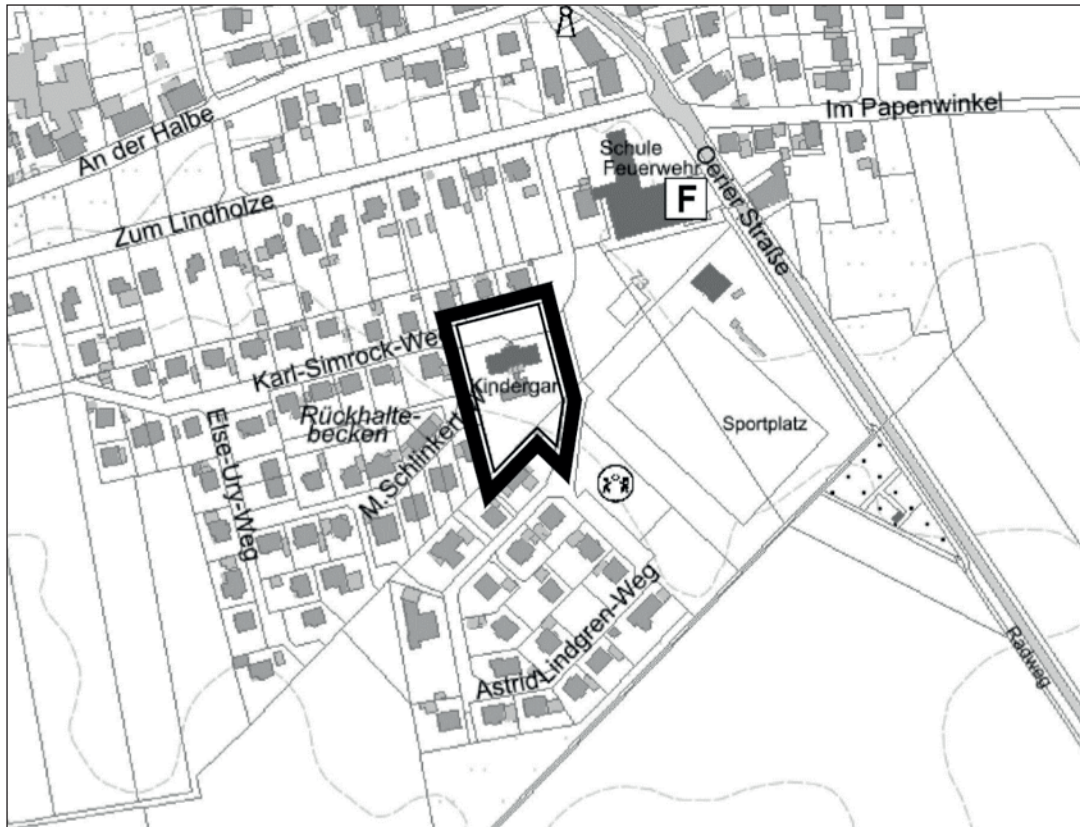 Im Papenwinkel
An der Halbe
Schule
Feuerwehr
F
Oener Straße
Zum Lindholze
Karl-Simrock-We
Kindergar
Rückhalte-
becken
M.Schlinkert-W
Else-Ury-Weg
Sportplatz
Astrid-Lindgren-Weg
Radweg